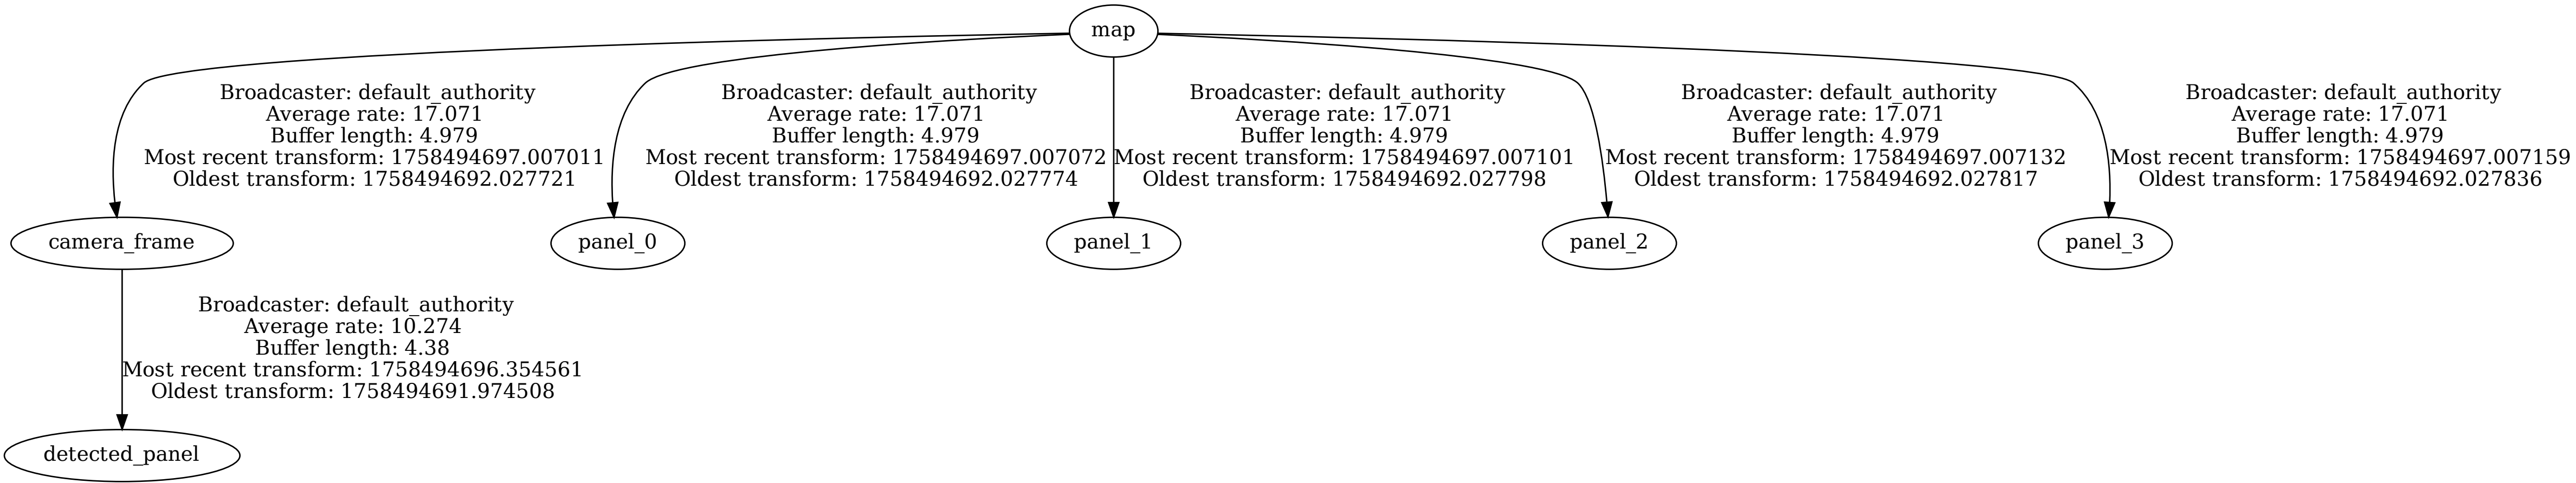 map
Broadcaster: default_authority
Average rate: 17.071
Buffer length: 4.979
Most recent transform: 1758494697.007011
Oldest transform: 1758494692.027721
Broadcaster: default_authority
Average rate: 17.071
Buffer length: 4.979
Most recent transform: 1758494697.007072
Oldest transform: 1758494692.027774
Broadcaster: default_authority
Average rate: 17.071
Buffer length: 4.979
Most recent transform: 1758494697.007101
Oldest transform: 1758494692.027798
Broadcaster: default_authority
Average rate: 17.071
Buffer length: 4.979
Most recent transform: 1758494697.007132
Oldest transform: 1758494692.027817
Broadcaster: default_authority
Average rate: 17.071
Buffer length: 4.979
Most recent transform: 1758494697.007159
Oldest transform: 1758494692.027836
camera_frame
panel_0
panel_1
panel_2
panel_3
Broadcaster: default_authority
Average rate: 10.274
Buffer length: 4.38
Most recent transform: 1758494696.354561
Oldest transform: 1758494691.974508
detected_panel